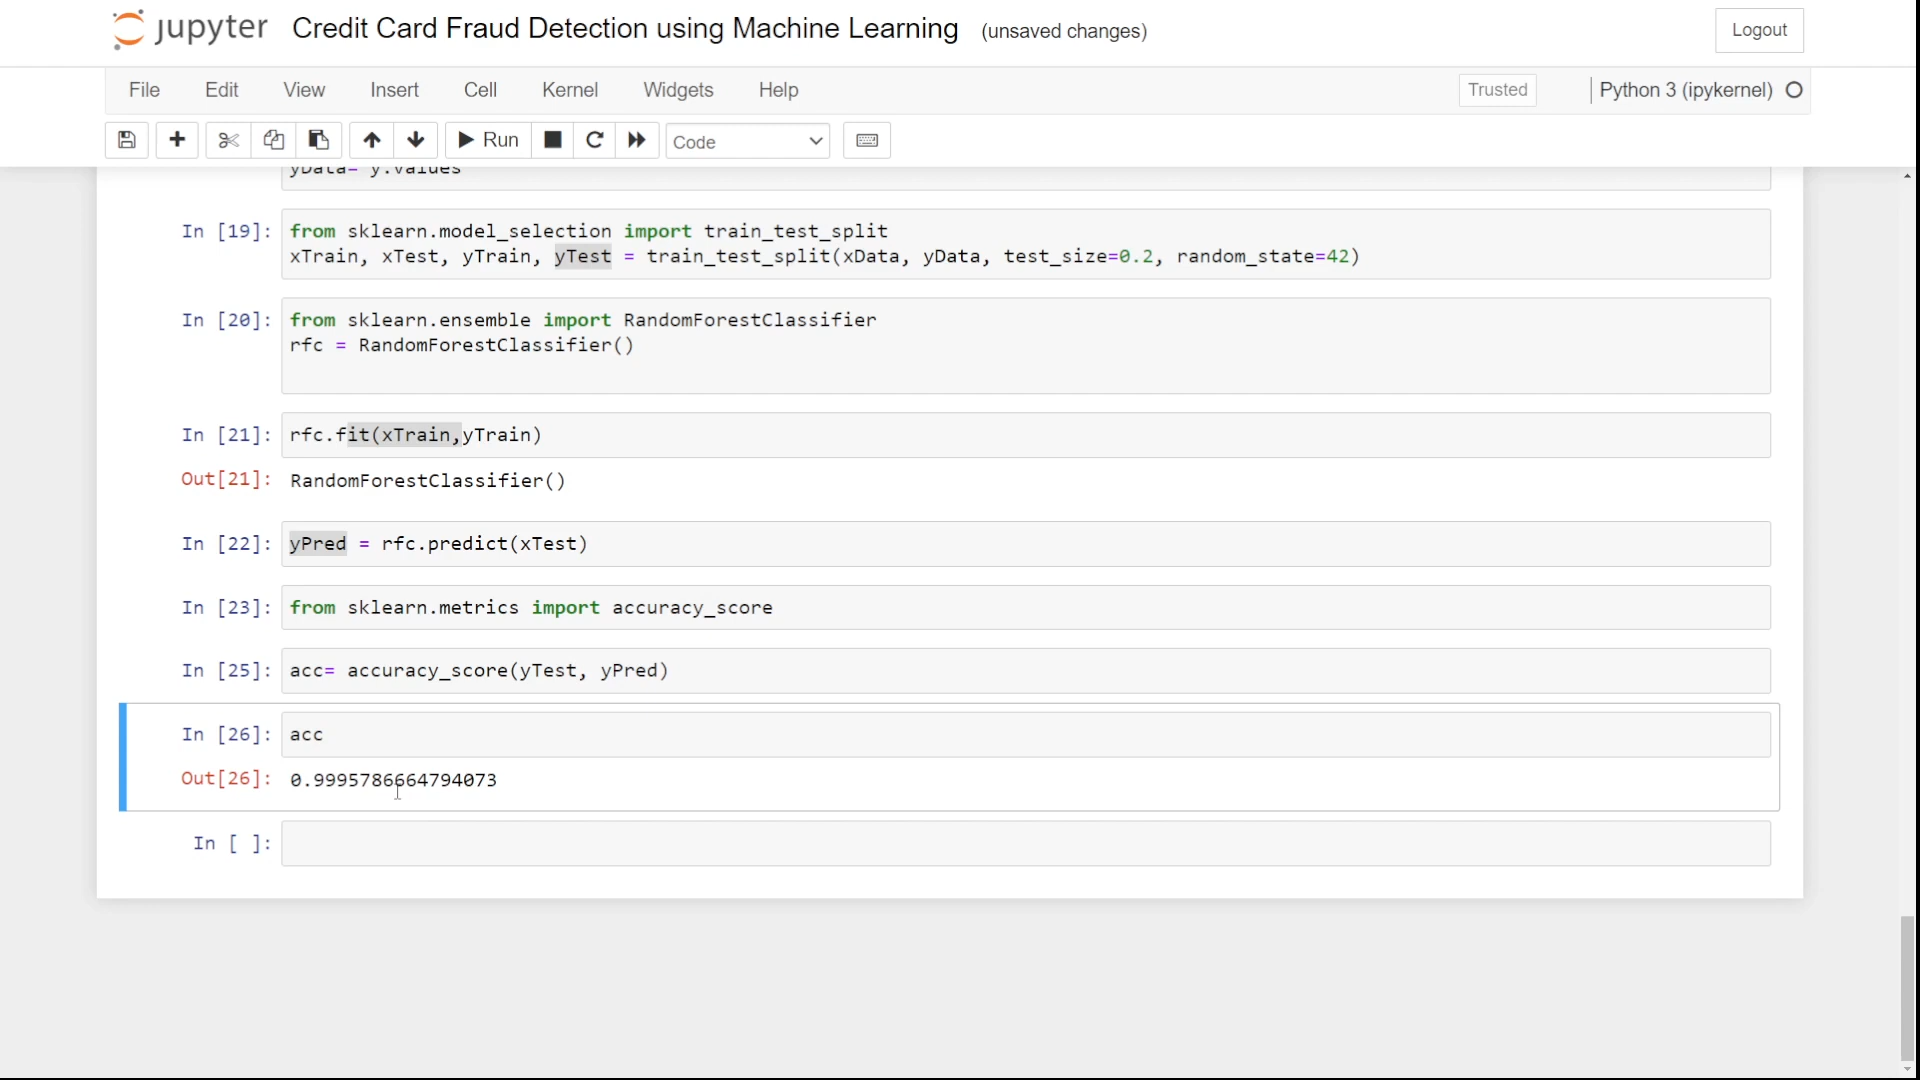 jupyter Credit Card Fraud Detection using Machine Learning (unsaved changes) Logout
File Edit View Insert Cell Kernel Widgets Help Trusted Python 3 (ipykernel)
Run Code
yData= y.values
In [19]: from sklearn.model_selection import train_test_split
xTrain, xTest, yTrain, yTest = train_test_split(xData, yData, test_size=0.2, random_state=42)
In [20]: from sklearn.ensemble import RandomForestClassifier
rfc = RandomForestClassifier()
In [21]: rfc.fit(xTrain,yTrain)
Out[21]: RandomForestClassifier()
In [22]: yPred = rfc.predict(xTest)
In [23]: from sklearn.metrics import accuracy_score
In [25]: acc= accuracy_score(yTest, yPred)
In [26]: acc
Out[26]: 0.9995786664794073
In [ ]: